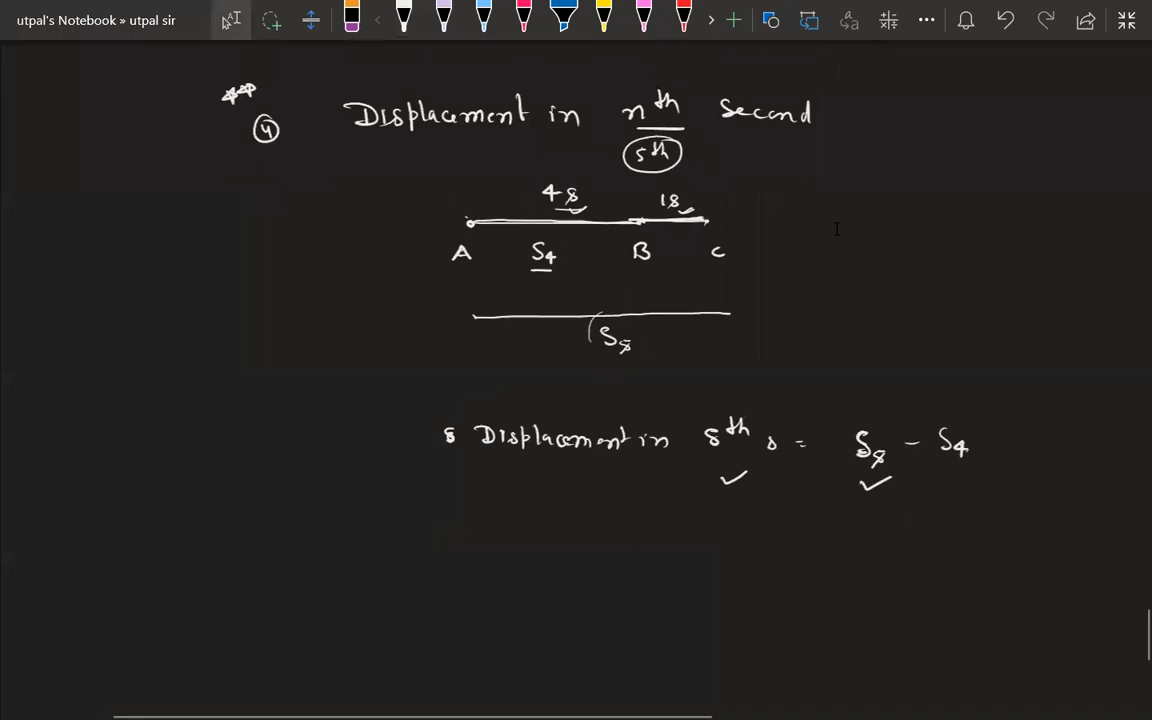 utpal's Notebook » utpal sir
④ Displacement in nth Second
5th
4s 1s
A S4 B C
S5
Displacement in 5th s = S5 - S4